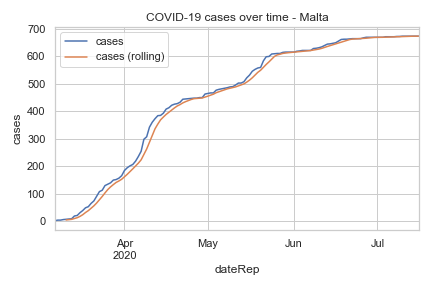 COVID-19 cases over time - Malta
cases
cases (rolling)
700
600
500
400
300
200
100
0
cases
Apr
2020
May
Jun
Jul
dateRep